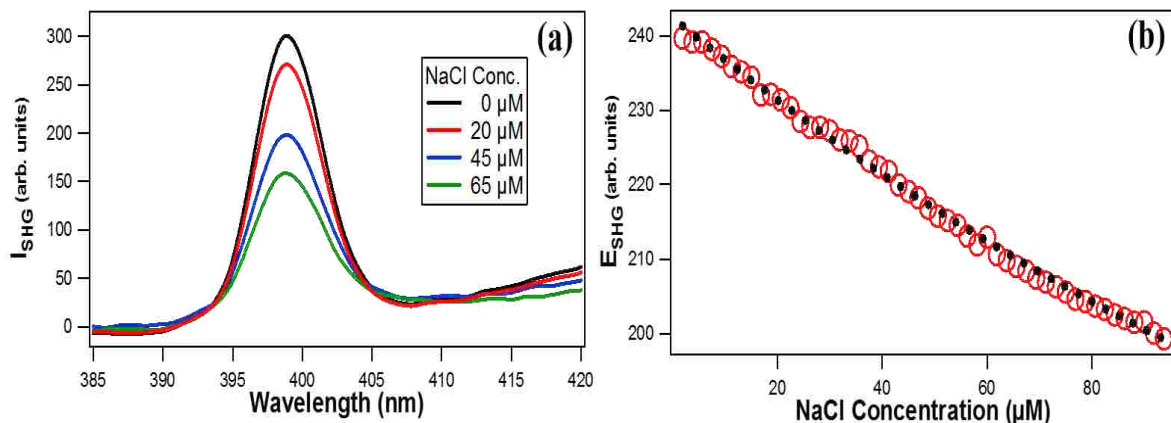 (a)
I_SHG (arb. units)
300
250
200
150
100
50
0
NaCl Conc.
0 µM
20 µM
45 µM
65 µM
385
390
395
400
405
410
415
420
Wavelength (nm)
(b)
E_SHG (arb. units)
240
230
220
210
200
20
40
60
80
NaCl Concentration (µM)